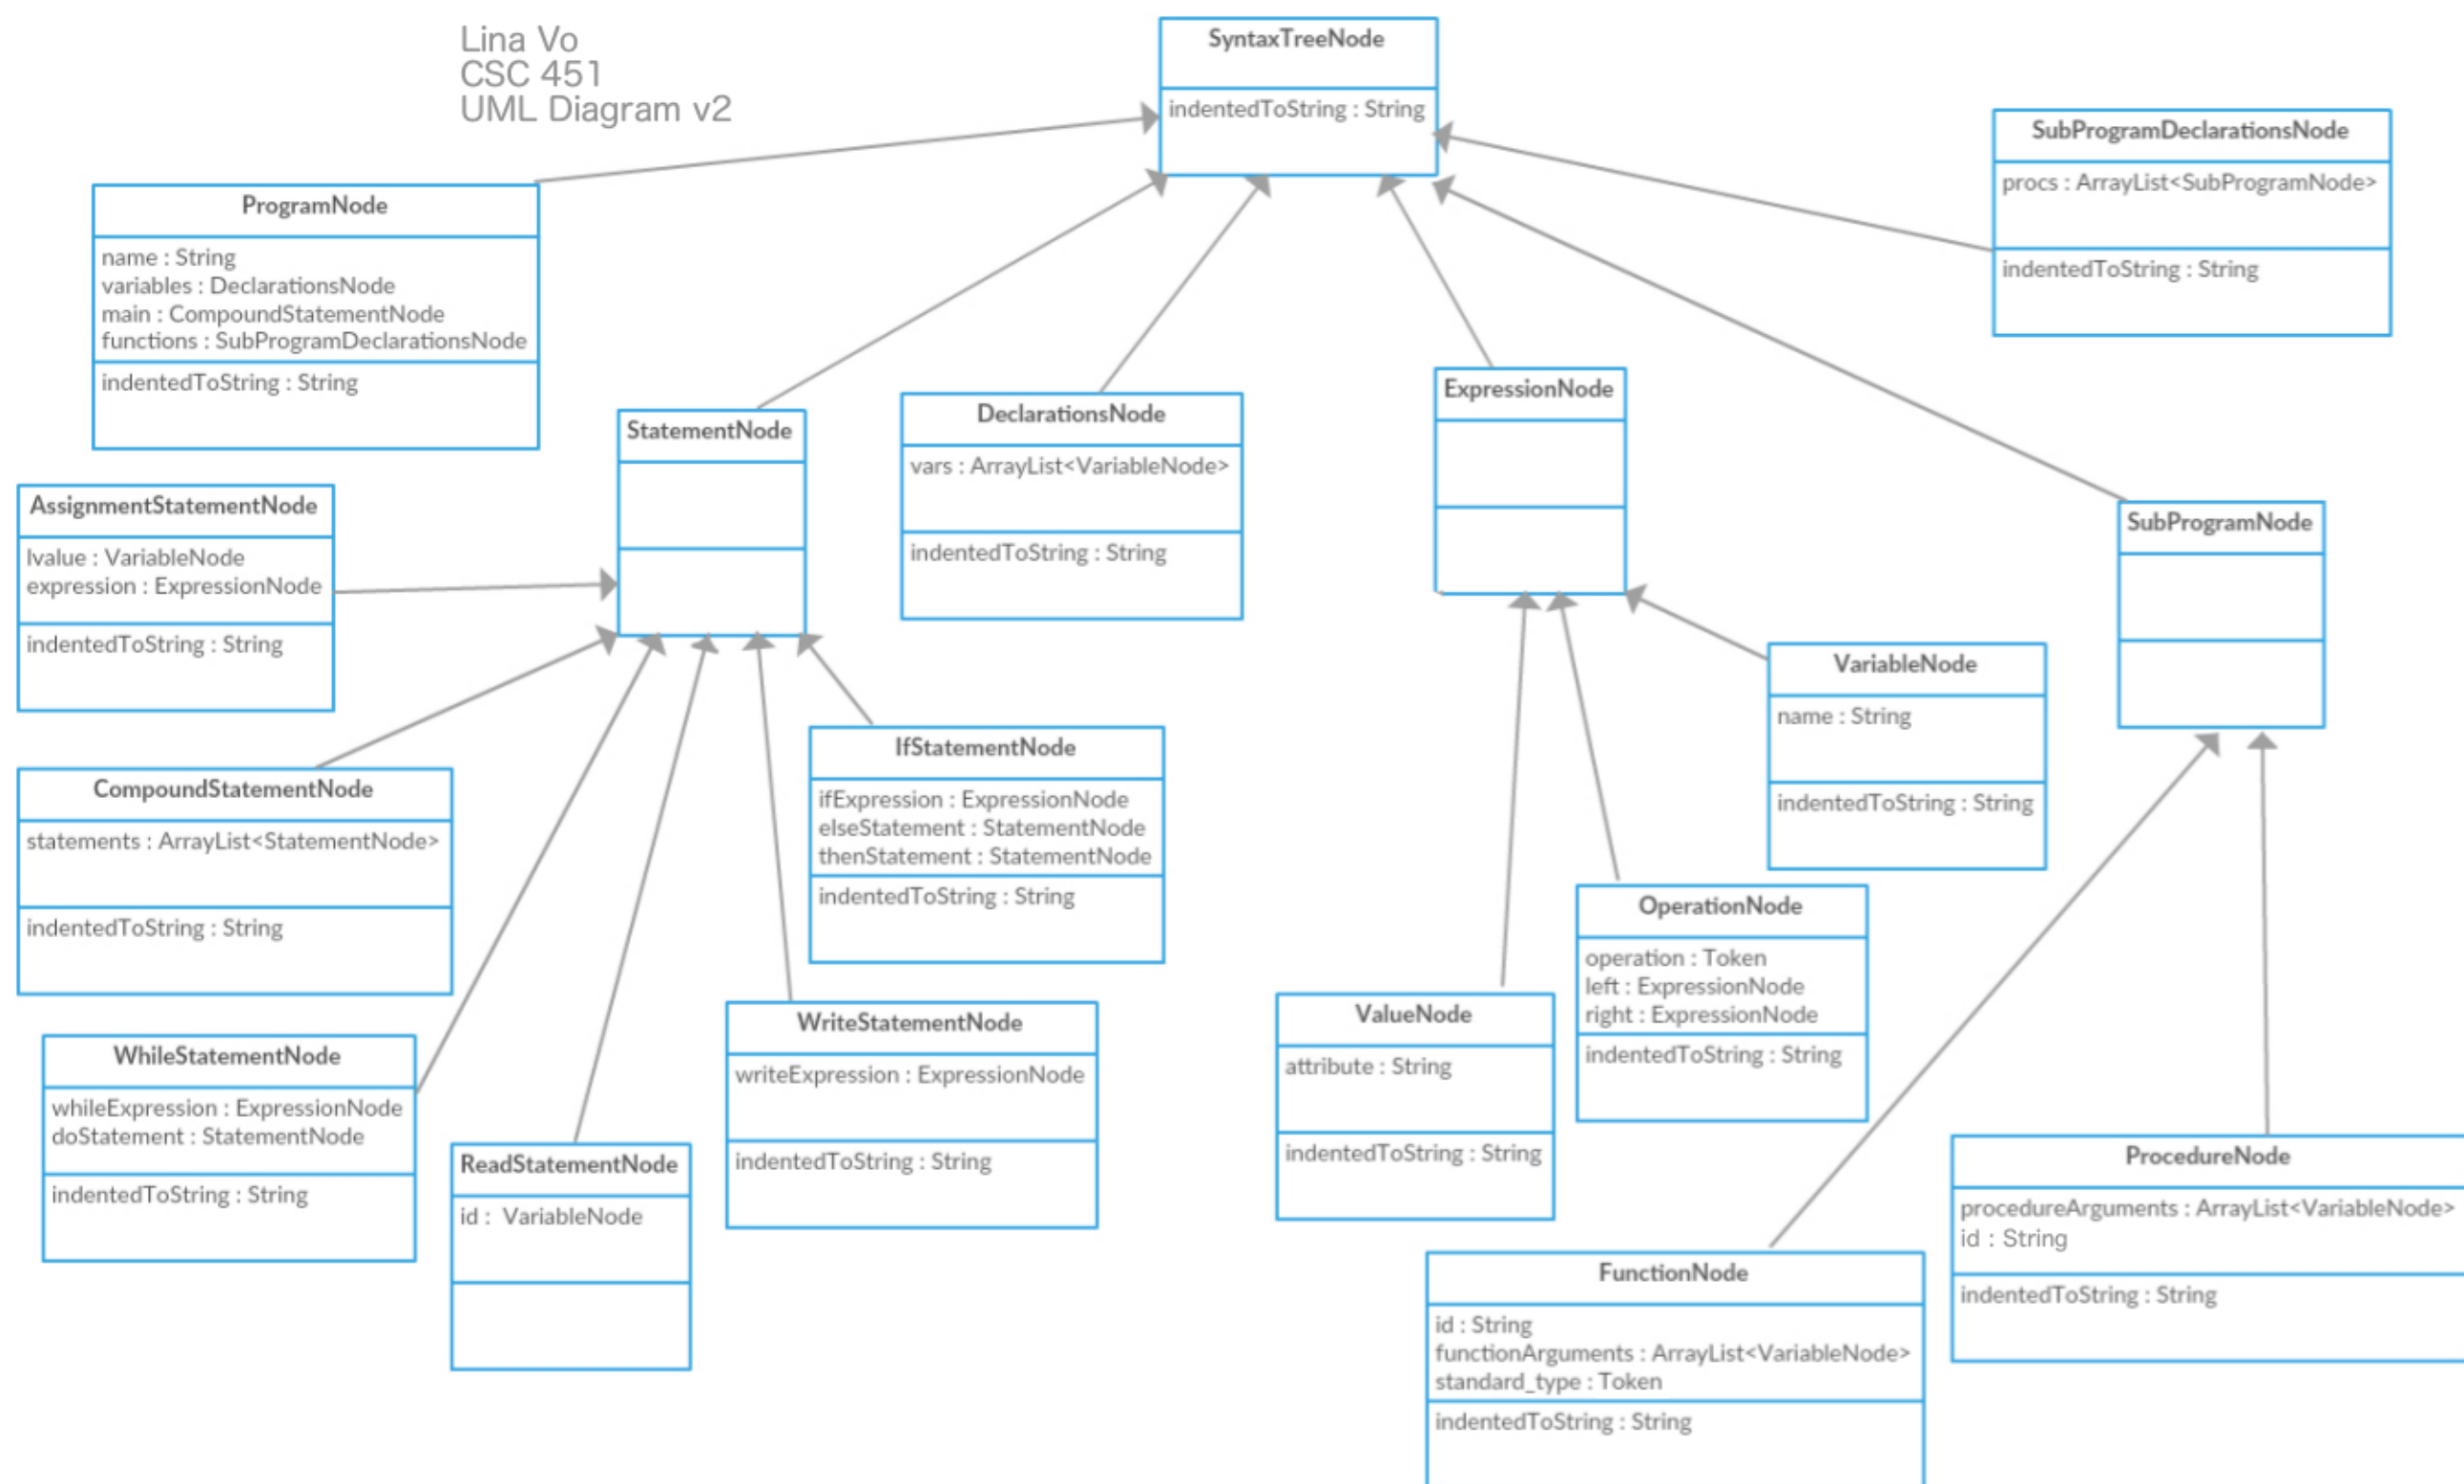 Lina Vo
CSC 451
UML Diagram v2
SyntaxTreeNode
indentedToString : String
SubProgramDeclarationsNode
procs : ArrayList<SubProgramNode>
indentedToString : String
ProgramNode
name : String
variables : DeclarationsNode
main : CompoundStatementNode
functions : SubProgramDeclarationsNode
indentedToString : String
StatementNode
DeclarationsNode
vars : ArrayList<VariableNode>
indentedToString : String
ExpressionNode
SubProgramNode
AssignmentStatementNode
lvalue : VariableNode
expression : ExpressionNode
indentedToString : String
VariableNode
name : String
indentedToString : String
IfStatementNode
ifExpression : ExpressionNode
elseStatement : StatementNode
thenStatement : StatementNode
indentedToString : String
CompoundStatementNode
statements : ArrayList<StatementNode>
indentedToString : String
OperationNode
operation : Token
left : ExpressionNode
right : ExpressionNode
indentedToString : String
ValueNode
attribute : String
indentedToString : String
WriteStatementNode
writeExpression : ExpressionNode
indentedToString : String
WhileStatementNode
whileExpression : ExpressionNode
doStatement : StatementNode
indentedToString : String
ReadStatementNode
id : VariableNode
ProcedureNode
procedureArguments : ArrayList<VariableNode>
id : String
indentedToString : String
FunctionNode
id : String
functionArguments : ArrayList<VariableNode>
standard_type : Token
indentedToString : String